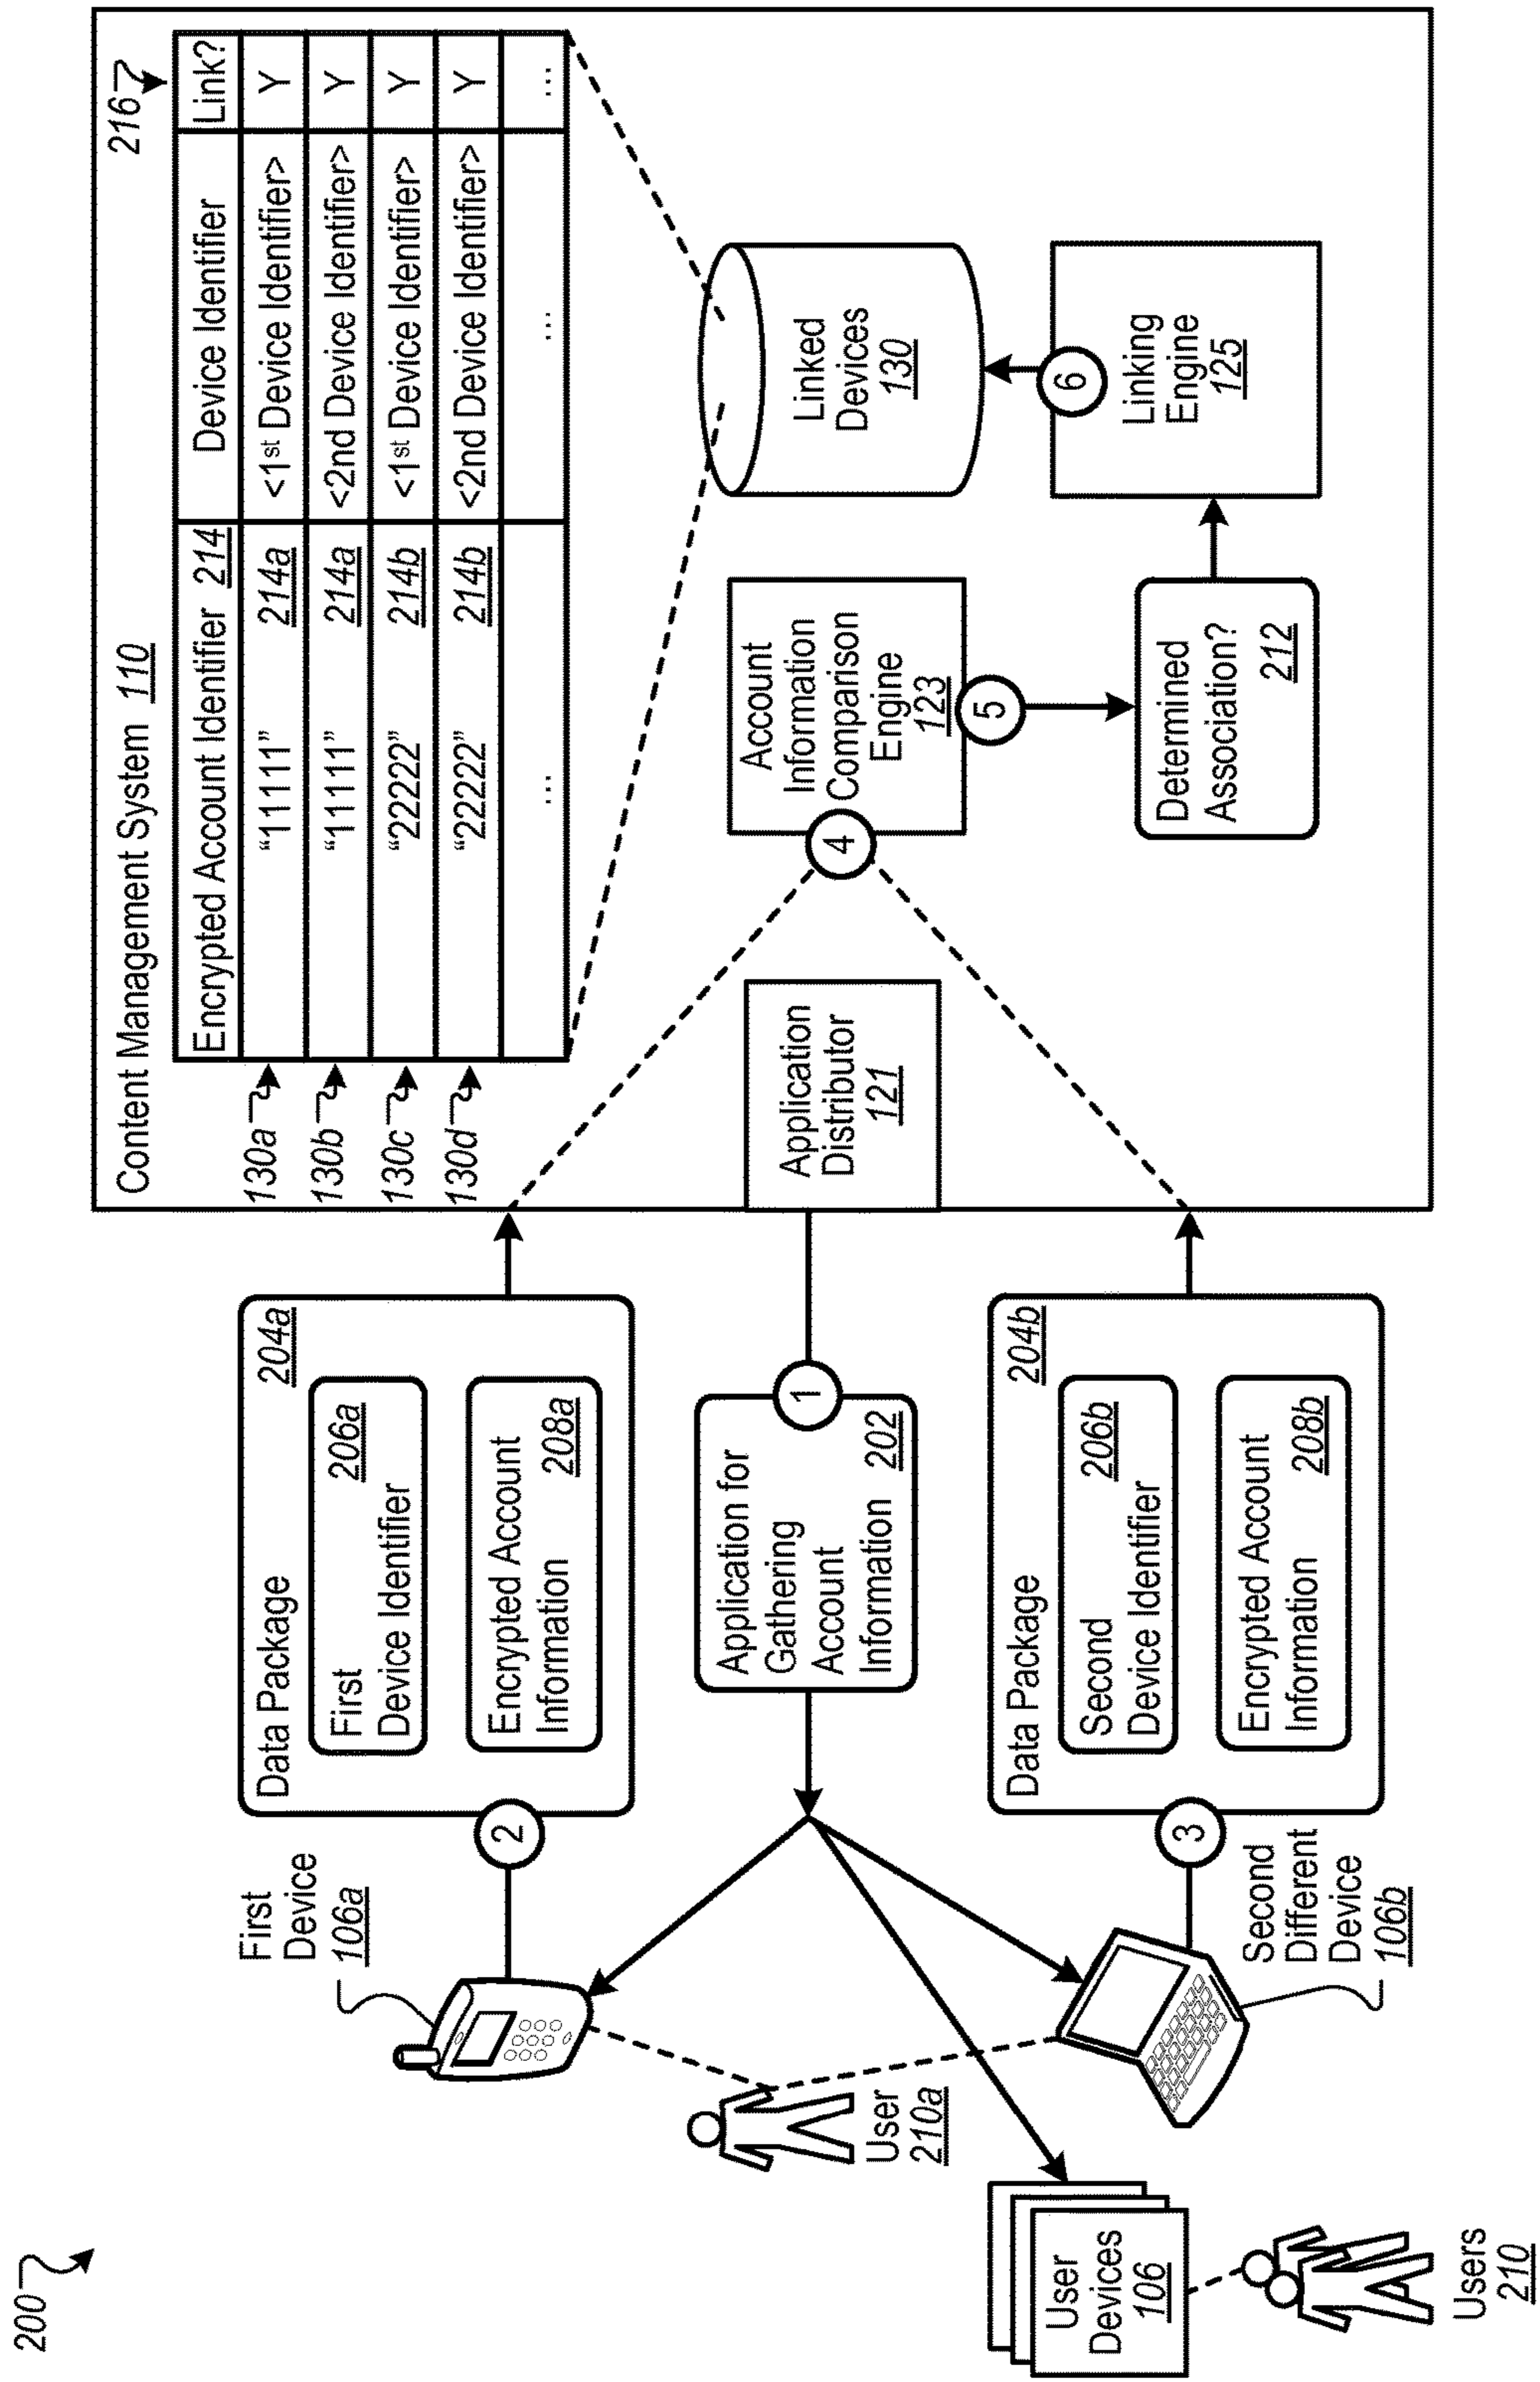 200
Content Management System 110
216
Encrypted Account Identifier 214 Device Identifier Link?
130a "11111" 214a <1st Device Identifier> Y
130b "11111" 214a <2nd Device Identifier> Y
130c "22222" 214b <1st Device Identifier> Y
130d "22222" 214b <2nd Device Identifier> Y
... ... ...
First
Device
106a
2
Data Package 204a
First 206a
Device Identifier
Encrypted Account
Information 208a
User
210a
Application for
Gathering
Account
Information 202
1
Application
Distributor
121
4
Account
Information
Comparison
Engine
123
5
Determined
Association?
212
Linked
Devices
130
6
Linking
Engine
125
User
Devices
106
Users
210
Second
Different
Device
106b
3
Data Package 204b
Second 206b
Device Identifier
Encrypted Account
Information 208b